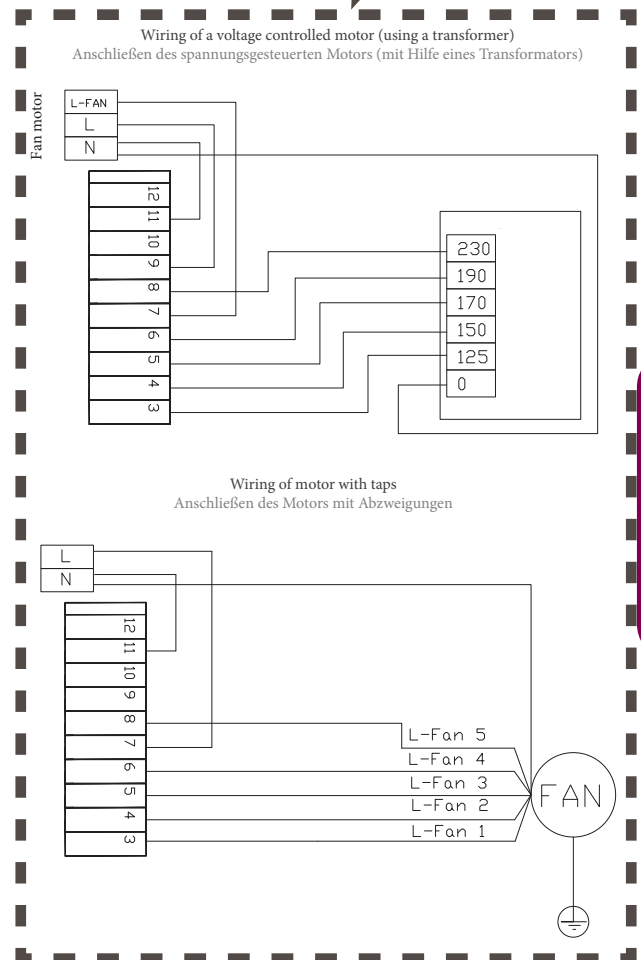 Wiring of a voltage controlled motor (using a transformer)
Anschließen des spannungsgesteuerten Motors (mit Hilfe eines Transformators)
Fan motor
L-FAN
L
N
12
11
10
9
8
7
6
5
4
3
230
190
170
150
125
0
Wiring of motor with taps
Anschließen des Motors mit Abzweigungen
L
N
12
11
10
9
8
7
6
5
4
3
L-Fan 5
L-Fan 4
L-Fan 3
L-Fan 2
L-Fan 1
FAN